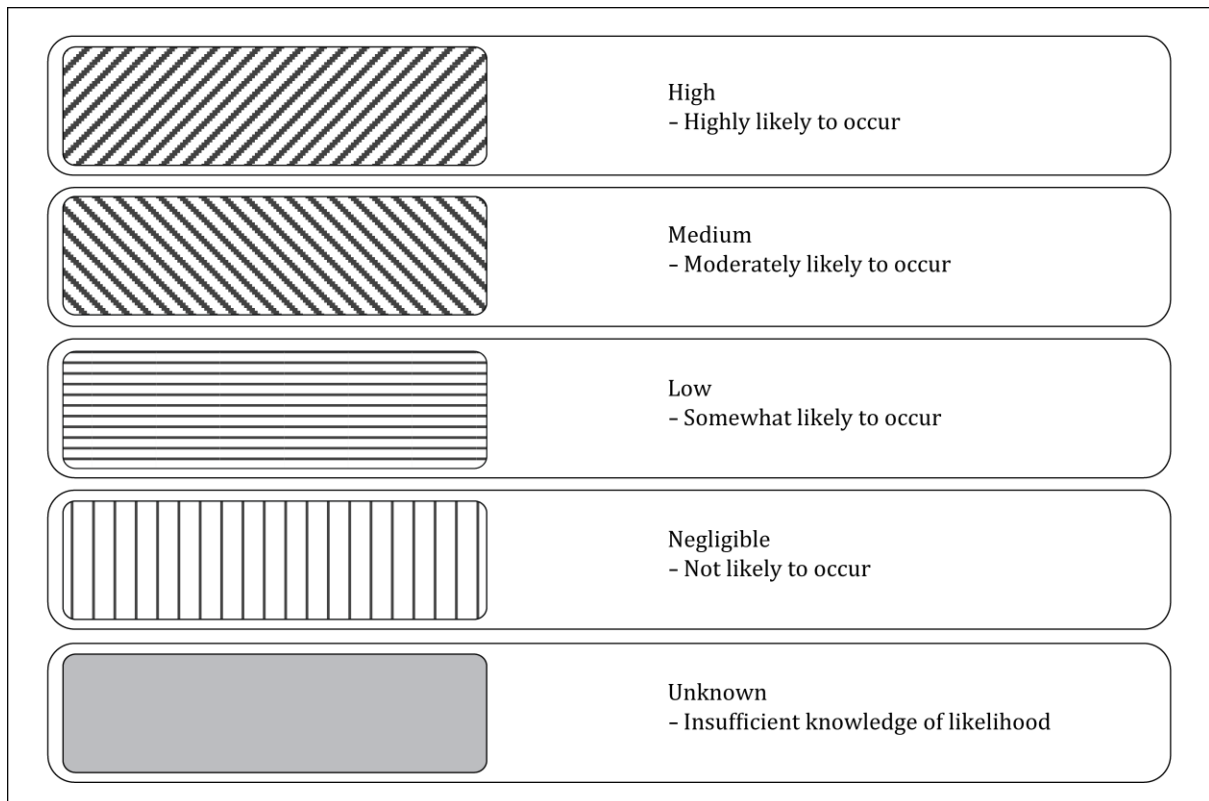 High
– Highly likely to occur
Medium
– Moderately likely to occur
Low
– Somewhat likely to occur
Negligible
– Not likely to occur
Unknown
– Insufficient knowledge of likelihood